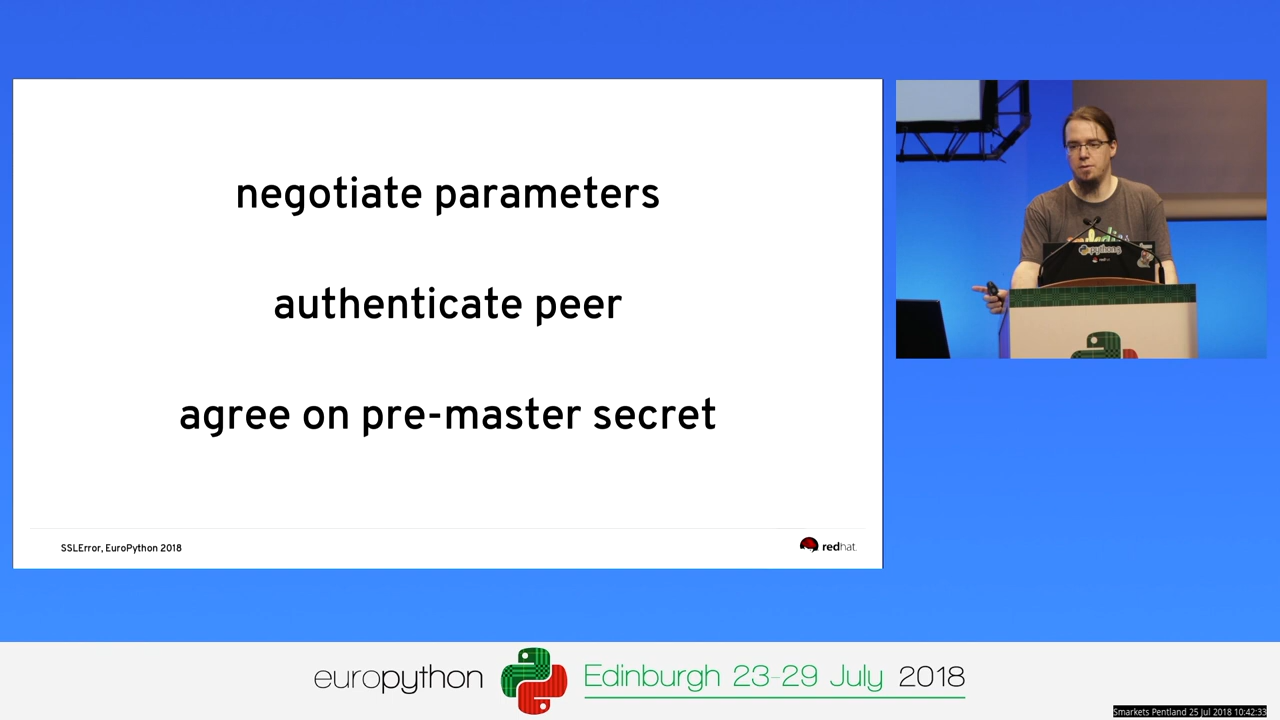 negotiate parameters
authenticate peer
agree on pre-master secret
SSLError, EuroPython 2018
redhat.
europython
Edinburgh 23-29 July 2018
Smarkets Pentland 25 Jul 2018 10:42:33